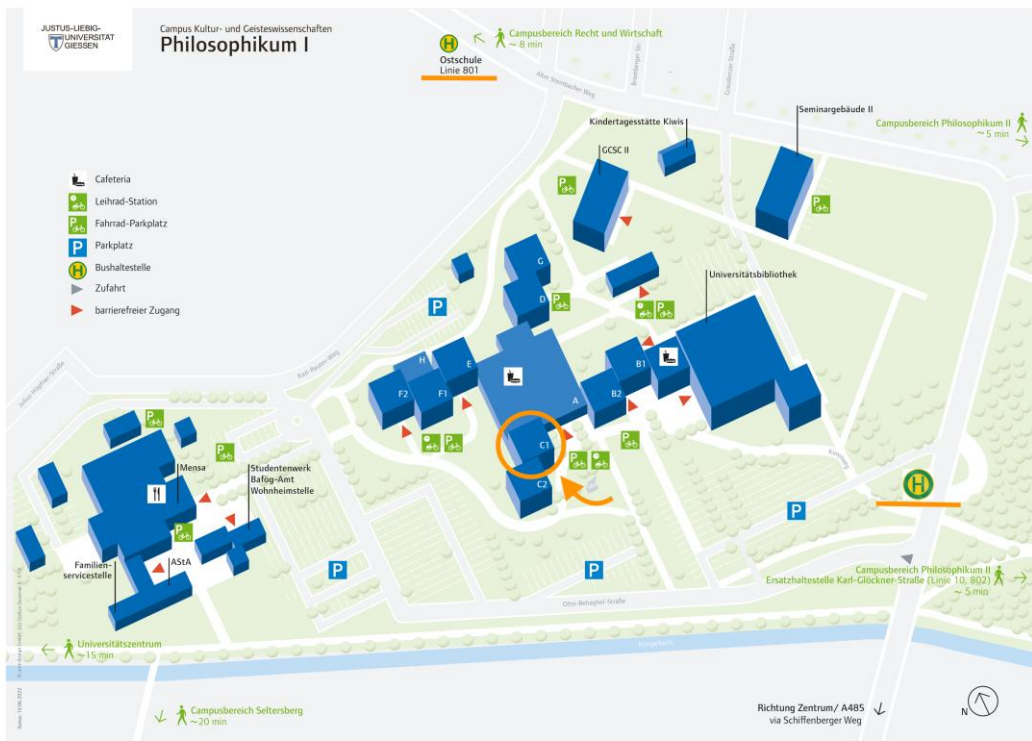 JUSTUS-LIEBIG-
UNIVERSITÄT
GIESSEN
Campus Kultur- und Geisteswissenschaften
Philosophikum I
H
Ostschule
Linie 801
Campusbereich Recht und Wirtschaft
~ 8 min
Alter Steinbacher Weg
Seminargebäude II
Kindertagesstätte Kiwis
GCSC II
Campusbereich Philosophikum II
~5 min
Cafeteria
Leihrad-Station
P Fahrrad-Parkplatz
P Parkplatz
H Bushaltestelle
Zufahrt
barrierefreier Zugang
P
P
G
D
P
P
P
Universitätsbibliothek
Karl-Reuter-Weg
H
E
F2
F1
A
B1
B2
C1
C2
P
P
P
P
P
P
Mensa
Studentenwerk
Bafög-Amt
Wohnheimstelle
P
Familien-
servicestelle
AStA
P
P
P
H
Otto-Behaghel-Straße
Campusbereich Philosophikum II
Ersatzhaltestelle Karl-Glöckner-Straße (Linie 10, 802)
~ 5 min
Universitätszentrum
~15 min
Campusbereich Seltersberg
~20 min
Richtung Zentrum/ A485
via Schiffenberger Weg
N